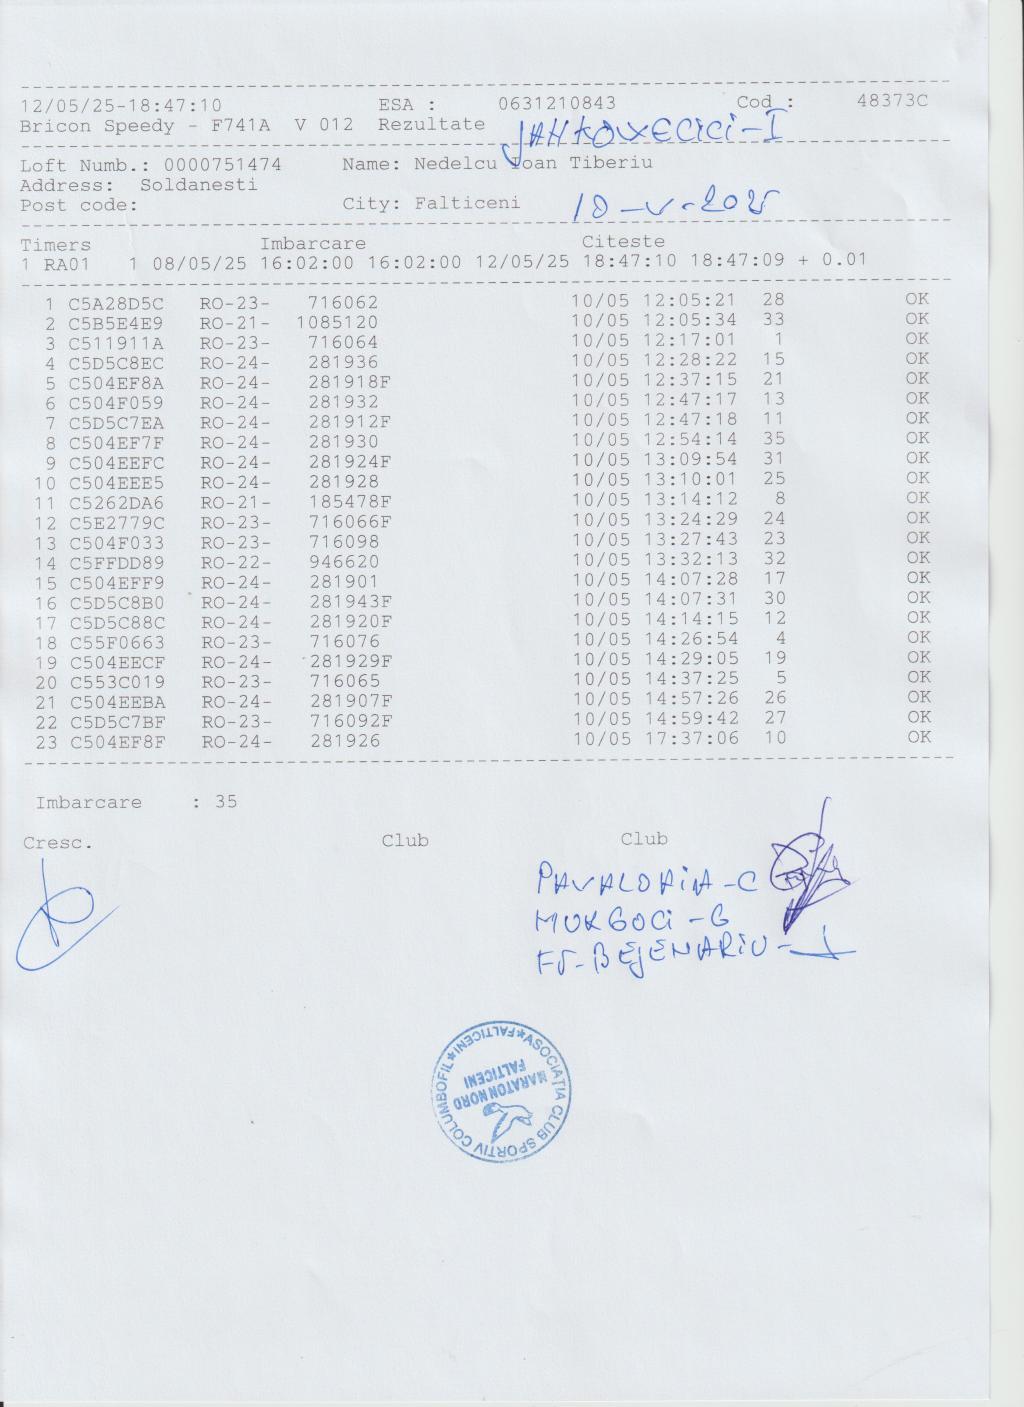 12/05/25-18:47:10 ESA : 0631210843 Cod : 48373C
Bricon Speedy - F741A V 012 Rezultate
Loft Numb.: 0000751474 Name: Nedelcu Ioan Tiberiu
Address: Soldanesti
Post code: City: Falticeni 10-V-2025
Timers Imbarcare Citeste
1 RA01 1 08/05/25 16:02:00 16:02:00 12/05/25 18:47:10 18:47:09 + 0.01
1 C5A28D5C RO-23- 716062 10/05 12:05:21 28 OK
2 C5B5E4E9 RO-21- 1085120 10/05 12:05:34 33 OK
3 C511911A RO-23- 716064 10/05 12:17:01 1 OK
4 C5D5C8EC RO-24- 281936 10/05 12:28:22 15 OK
5 C504EF8A RO-24- 281918F 10/05 12:37:15 21 OK
6 C504F059 RO-24- 281932 10/05 12:47:17 13 OK
7 C5D5C7EA RO-24- 281912F 10/05 12:47:18 11 OK
8 C504EF7F RO-24- 281930 10/05 12:54:14 35 OK
9 C504EEFC RO-24- 281924F 10/05 13:09:54 31 OK
10 C504EEE5 RO-24- 281928 10/05 13:10:01 25 OK
11 C5262DA6 RO-21- 185478F 10/05 13:14:12 8 OK
12 C5E2779C RO-23- 716066F 10/05 13:24:29 24 OK
13 C504F033 RO-23- 716098 10/05 13:27:43 23 OK
14 C5FFDD89 RO-22- 946620 10/05 13:32:13 32 OK
15 C504EFF9 RO-24- 281901 10/05 14:07:28 17 OK
16 C5D5C8B0 RO-24- 281943F 10/05 14:07:31 30 OK
17 C5D5C88C RO-24- 281920F 10/05 14:14:15 12 OK
18 C55F0663 RO-23- 716076 10/05 14:26:54 4 OK
19 C504EECF RO-24- 281929F 10/05 14:29:05 19 OK
20 C553C019 RO-23- 716065 10/05 14:37:25 5 OK
21 C504EEBA RO-24- 281907F 10/05 14:57:26 26 OK
22 C5D5C7BF RO-23- 716092F 10/05 14:59:42 27 OK
23 C504EF8F RO-24- 281926 10/05 17:37:06 10 OK
Imbarcare : 35
Cresc. Club Club
MURGOCI - G
BEJENARIU - I
ASOCIATIA CLUB SPORTIV COLUMBOFIL * FALTICENI *
MARATON NORD
FALTICENI